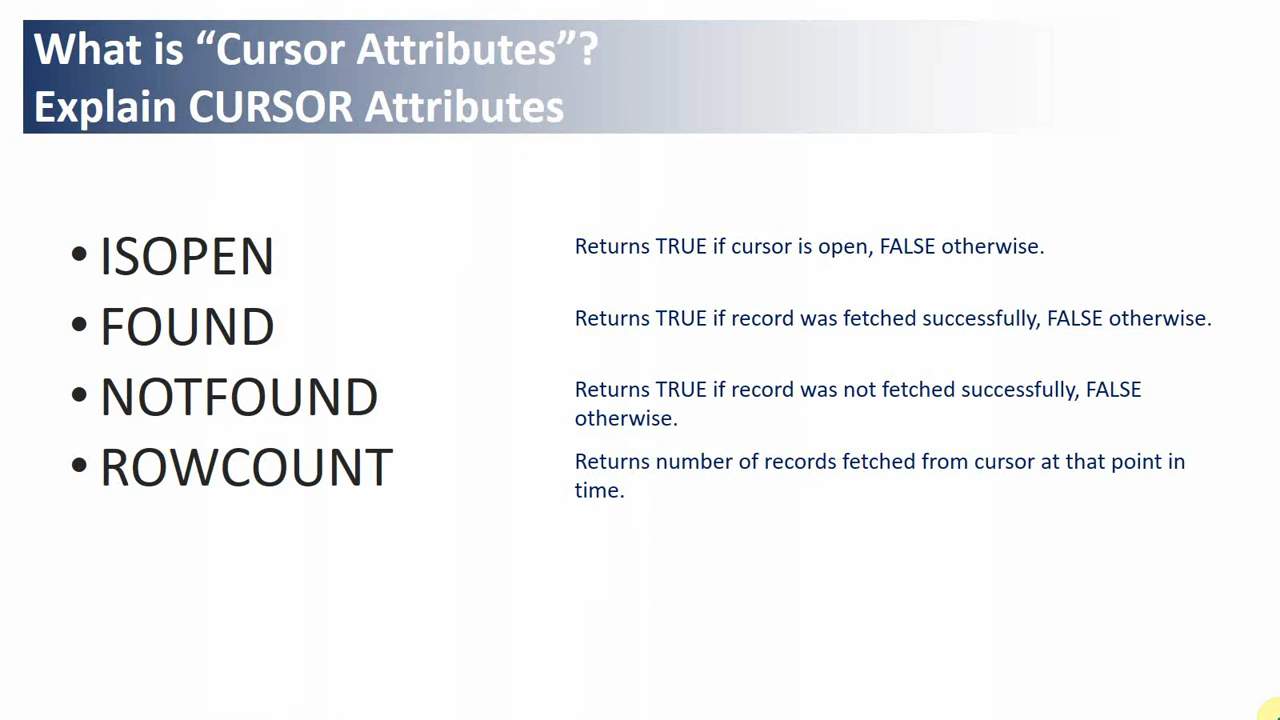 What is “Cursor Attributes”?
Explain CURSOR Attributes
• ISOPEN
Returns TRUE if cursor is open, FALSE otherwise.
• FOUND
Returns TRUE if record was fetched successfully, FALSE otherwise.
• NOTFOUND
Returns TRUE if record was not fetched successfully, FALSE
otherwise.
• ROWCOUNT
Returns number of records fetched from cursor at that point in
time.